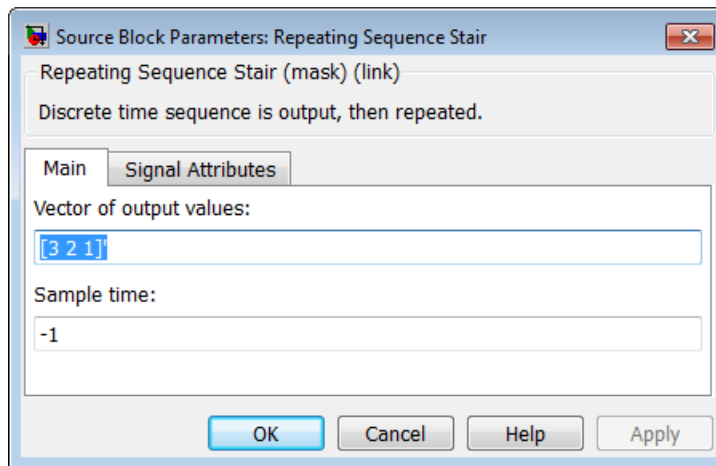 Source Block Parameters: Repeating Sequence Stair
Repeating Sequence Stair (mask) (link)
Discrete time sequence is output, then repeated.
Main Signal Attributes
Vector of output values:
[3 2 1]'
Sample time:
-1
OK Cancel Help Apply